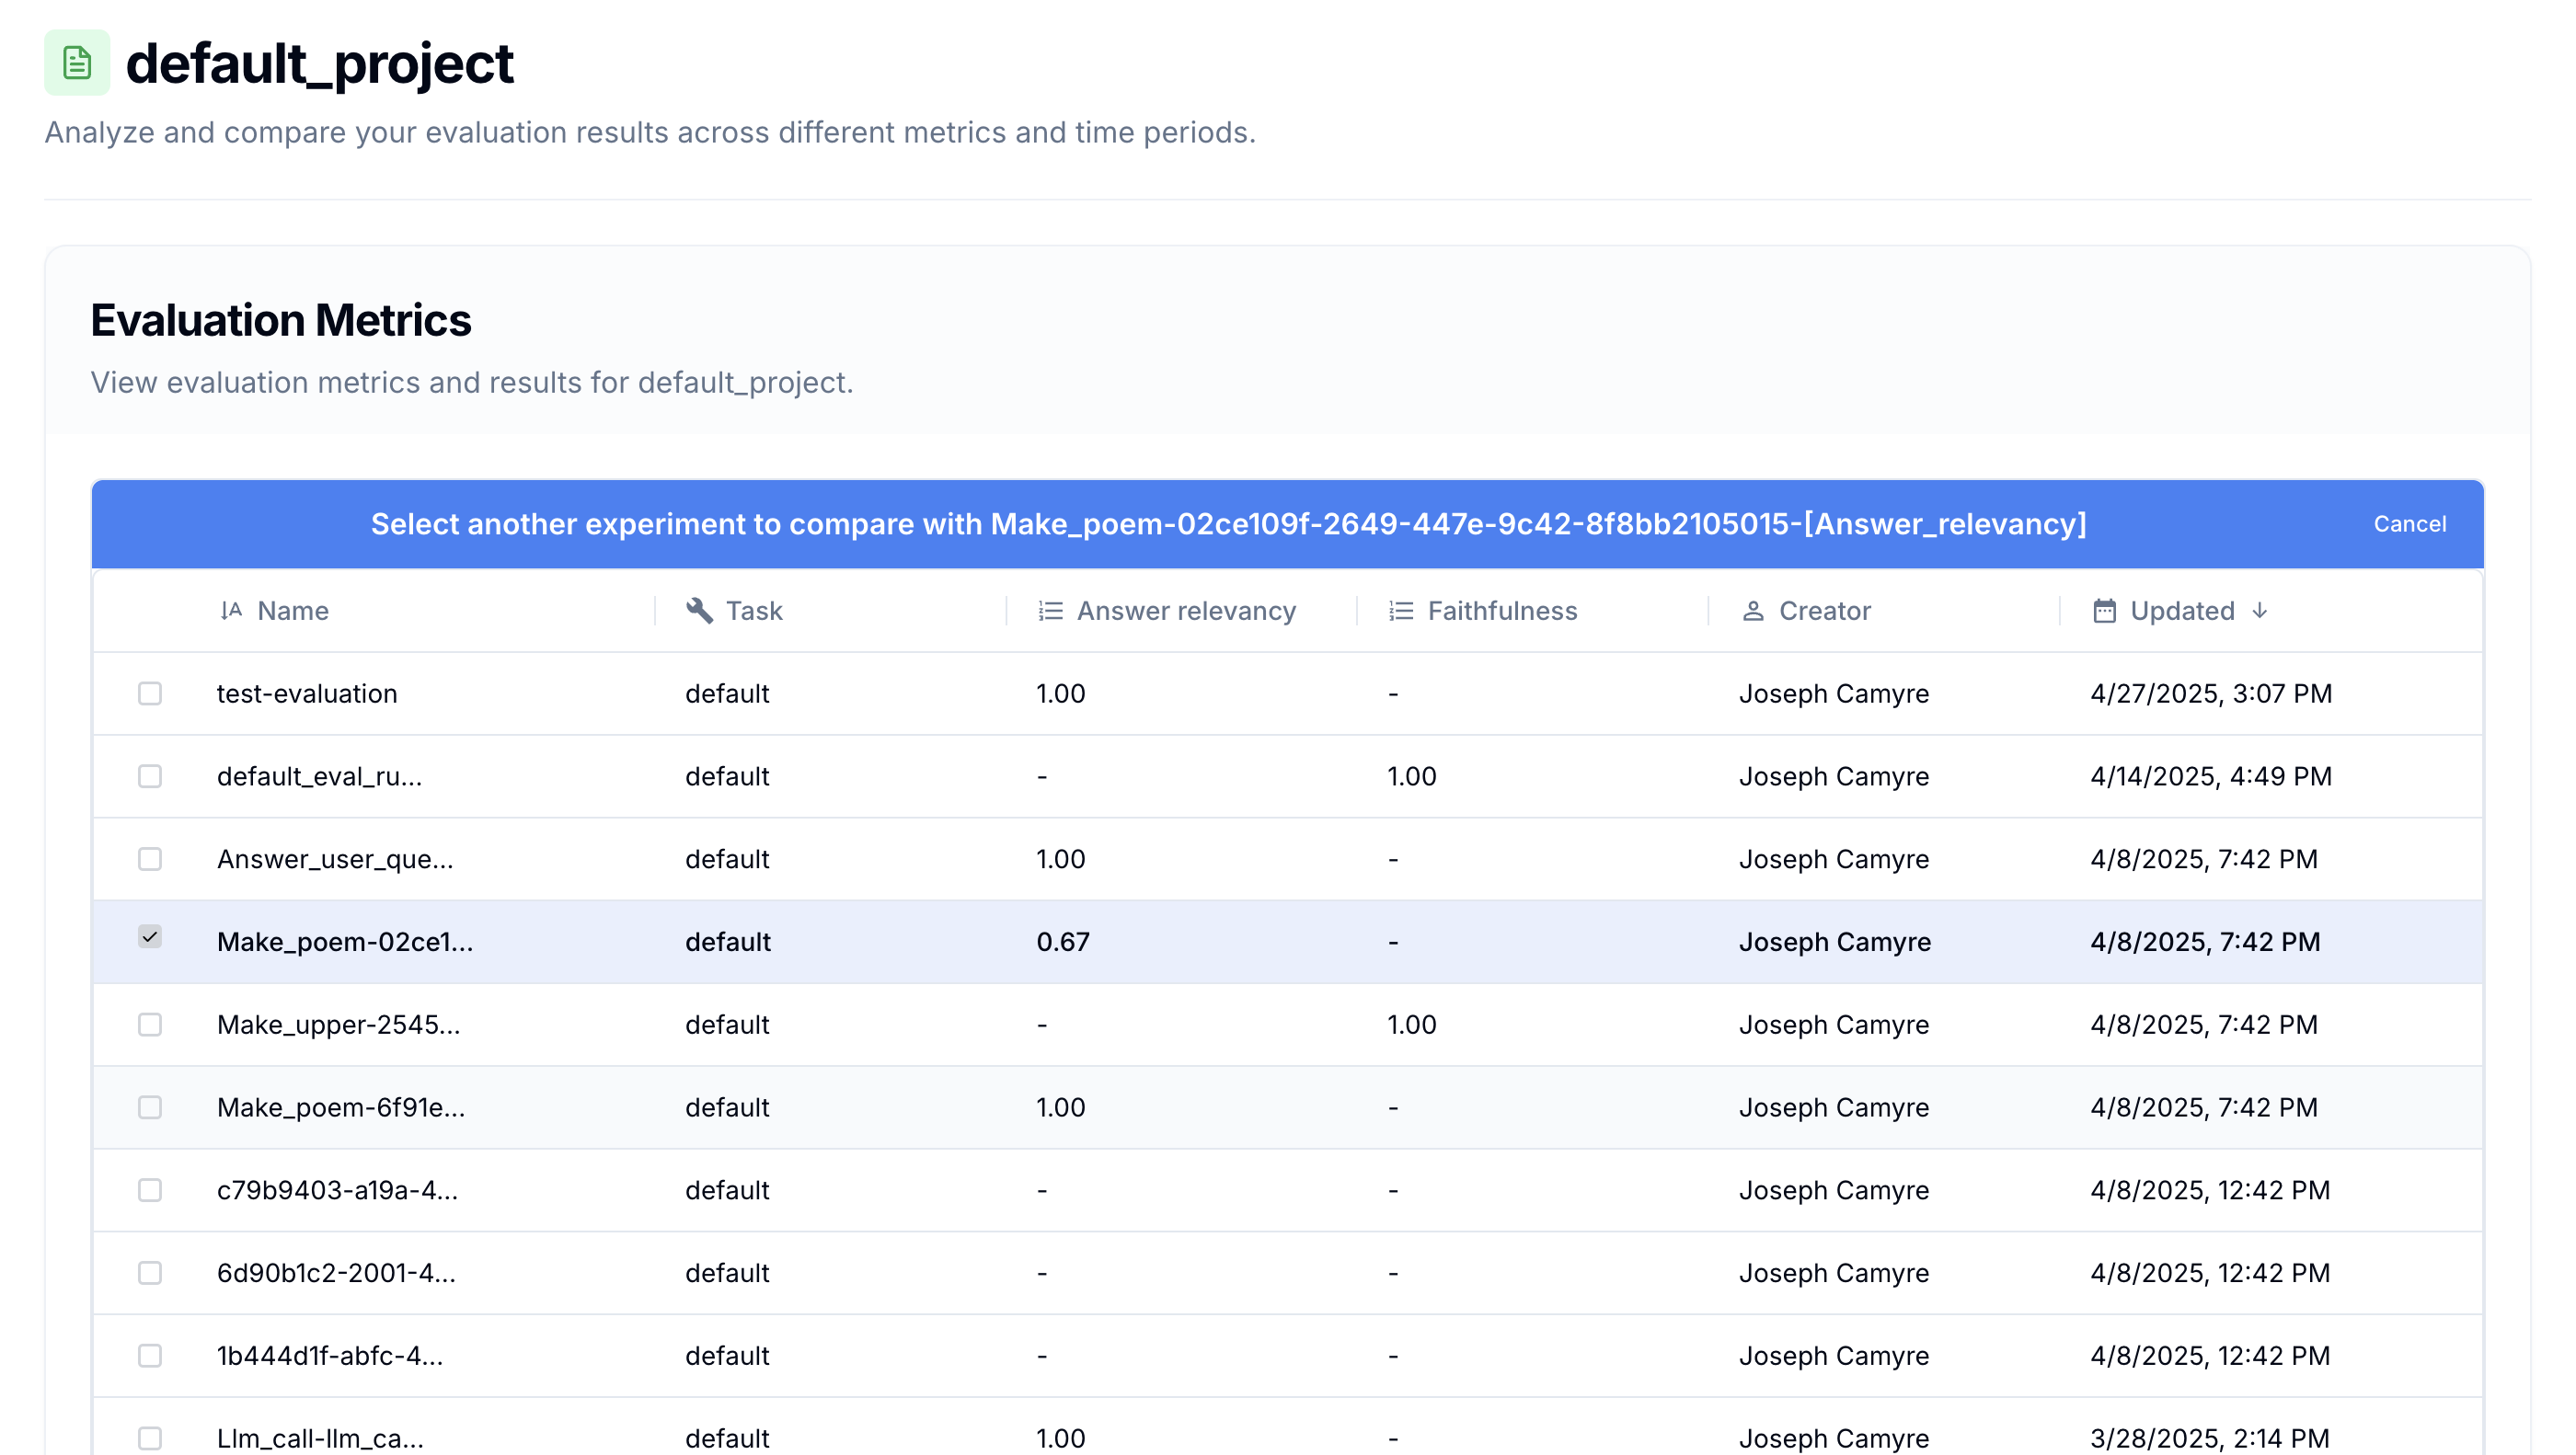 default_project
Analyze and compare your evaluation results across different metrics and time periods.
Evaluation Metrics
View evaluation metrics and results for default_project.
Select another experiment to compare with Make_poem-02ce109f-2649-447e-9c42-8f8bb2105015-[Answer_relevancy] Cancel
Name Task Answer relevancy Faithfulness Creator Updated
test-evaluation default 1.00 - Joseph Camyre 4/27/2025, 3:07 PM
default_eval_ru... default - 1.00 Joseph Camyre 4/14/2025, 4:49 PM
Answer_user_que... default 1.00 - Joseph Camyre 4/8/2025, 7:42 PM
Make_poem-02ce1... default 0.67 - Joseph Camyre 4/8/2025, 7:42 PM
Make_upper-2545... default - 1.00 Joseph Camyre 4/8/2025, 7:42 PM
Make_poem-6f91e... default 1.00 - Joseph Camyre 4/8/2025, 7:42 PM
c79b9403-a19a-4... default - - Joseph Camyre 4/8/2025, 12:42 PM
6d90b1c2-2001-4... default - - Joseph Camyre 4/8/2025, 12:42 PM
1b444d1f-abfc-4... default - - Joseph Camyre 4/8/2025, 12:42 PM
Llm_call-llm_ca... default 1.00 - Joseph Camyre 3/28/2025, 2:14 PM